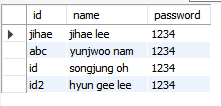 id name password
jihae jihae lee 1234
abc yunjwoo nam 1234
id songjung oh 1234
id2 hyun gee lee 1234